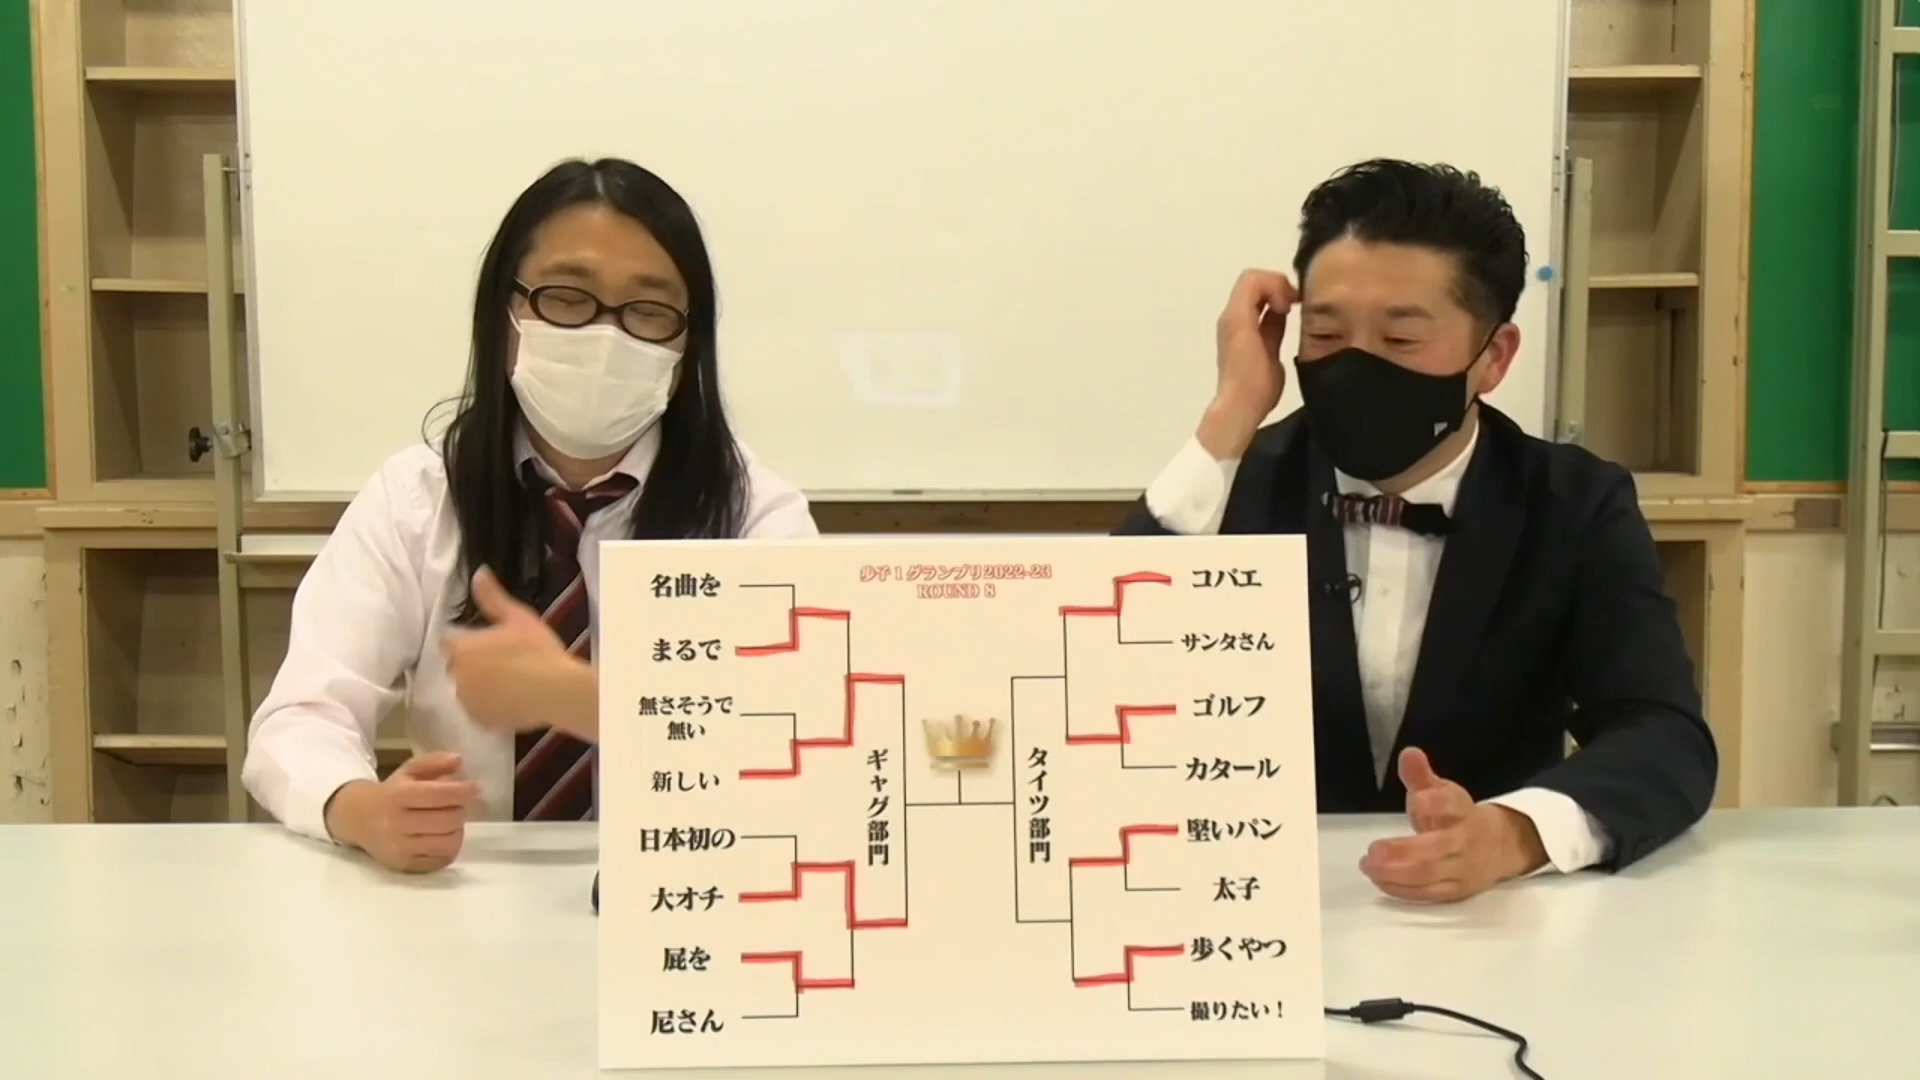 歩子1グランプリ2022-23
ROUND 8
名曲を
まるで
無さそうで
無い
新しい
日本初の
大オチ
屁を
尼さん
ギャグ部門
タイツ部門
コバエ
サンタさん
ゴルフ
カタール
堅いパン
太子
歩くやつ
撮りたい!